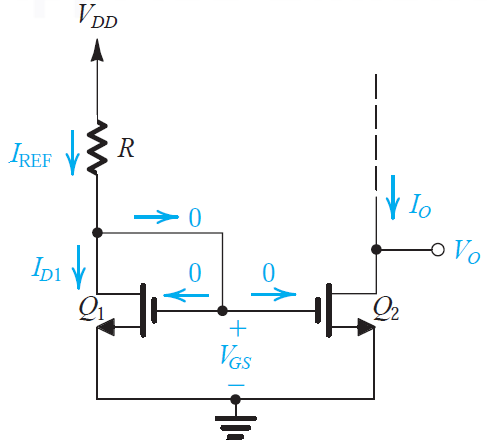 V_DD
I_REF
R
0
I_O
V_O
I_D1
0
0
Q_1
Q_2
+
V_GS
−